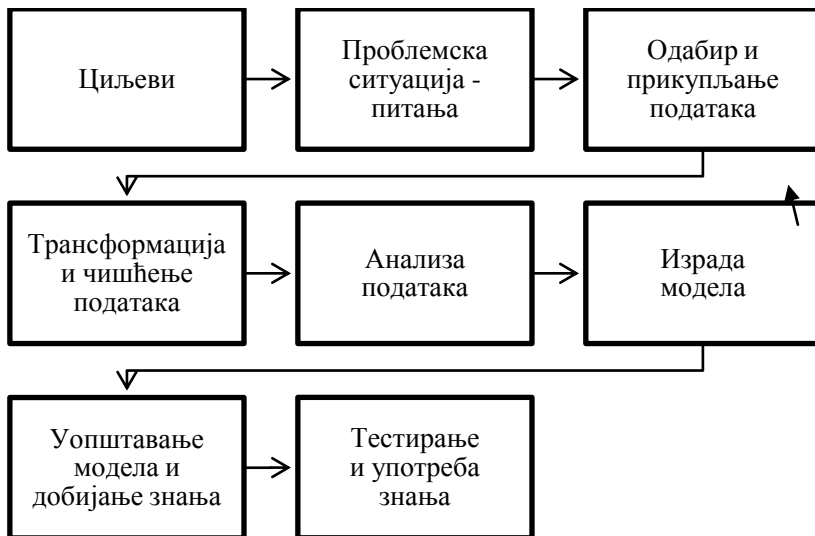 Циљеви
Проблемска
ситуација -
питања
Одабир и
прикупљање
података
Трансформација
и чишћење
података
Анализа
података
Израда
модела
Уопштавање
модела и
добијање знања
Тестирање
и употреба
знања